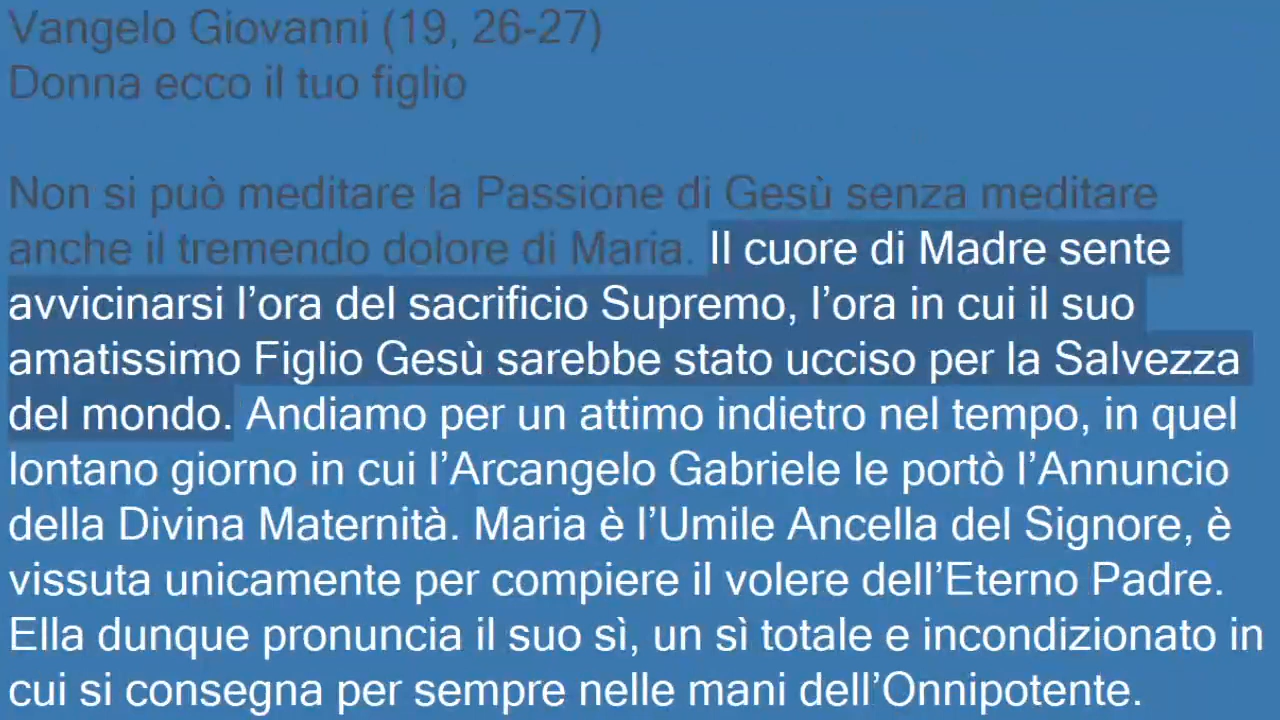 Vangelo Giovanni (19, 26-27)
Donna ecco il tuo figlio
Non si può meditare la Passione di Gesù senza meditare
anche il tremendo dolore di Maria. Il cuore di Madre sente
avvicinarsi l’ora del sacrificio Supremo, l’ora in cui il suo
amatissimo Figlio Gesù sarebbe stato ucciso per la Salvezza
del mondo. Andiamo per un attimo indietro nel tempo, in quel
lontano giorno in cui l’Arcangelo Gabriele le portò l’Annuncio
della Divina Maternità. Maria è l’Umile Ancella del Signore, è
vissuta unicamente per compiere il volere dell’Eterno Padre.
Ella dunque pronuncia il suo sì, un sì totale e incondizionato in
cui si consegna per sempre nelle mani dell’Onnipotente.